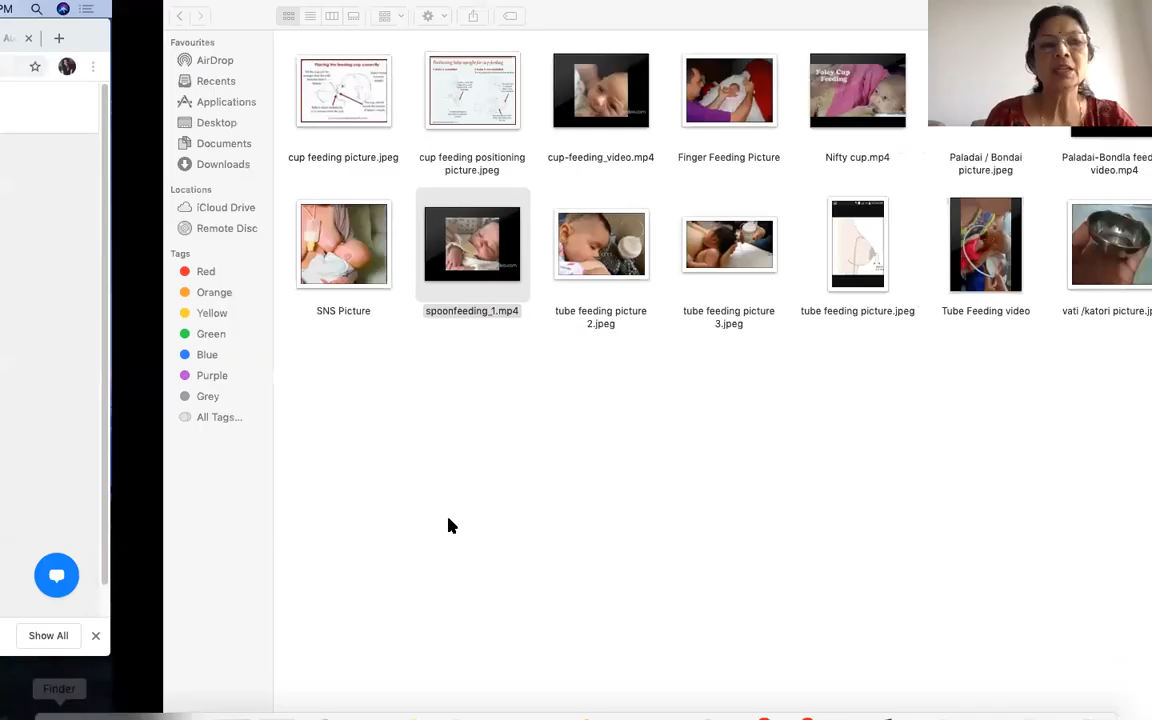 PM
Favourites
AirDrop
Recents
Applications
Desktop
Documents
Downloads
Locations
iCloud Drive
Remote Disc
Tags
Red
Orange
Yellow
Green
Blue
Purple
Grey
All Tags...
cup feeding picture.jpeg
cup feeding positioning
picture.jpeg
cup-feeding_video.mp4
Finger Feeding Picture
Foley Cup
Feeding
Nifty cup.mp4
Paladai / Bondai
picture.jpeg
Paladai-Bondla feed
video.mp4
SNS Picture
spoonfeeding_1.mp4
tube feeding picture
2.jpeg
tube feeding picture
3.jpeg
tube feeding picture.jpeg
Tube Feeding video
vati /katori picture.jp
Show All
Finder